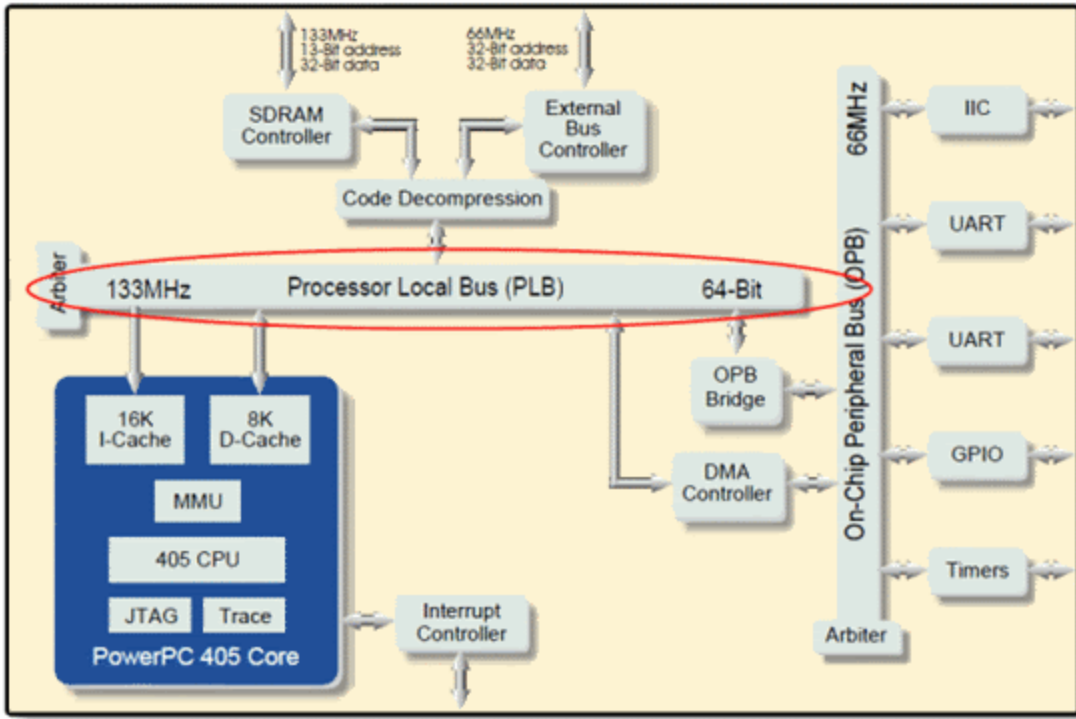 133MHz
13-Bit address
32-Bit data
66MHz
32-Bit address
32-Bit data
SDRAM
Controller
External
Bus
Controller
Code Decompression
Arbiter
133MHz
Processor Local Bus (PLB)
64-Bit
16K
I-Cache
8K
D-Cache
MMU
405 CPU
JTAG
Trace
PowerPC 405 Core
Interrupt
Controller
OPB
Bridge
DMA
Controller
On-Chip Peripheral Bus (OPB)
66MHz
Arbiter
IIC
UART
UART
GPIO
Timers